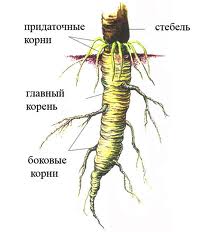 придаточные
корни
стебель
главный
корень
боковые
корни